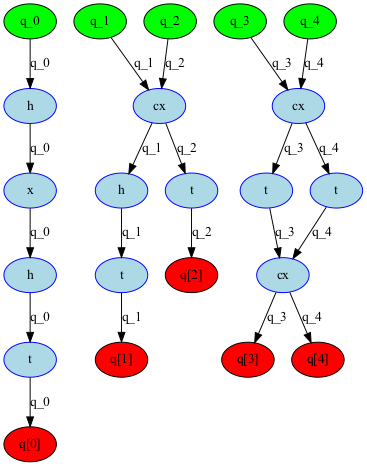 q_0 q_1 q_2 q_3 q_4
q_0 q_1 q_2 q_3 q_4
h cx cx
q_0 q_1 q_2 q_3 q_4
x h t t t
q_0 q_1 q_2 q_3 q_4
h t q[2] cx
q_0 q_1 q_3 q_4
t q[1] q[3] q[4]
q_0
q[0]